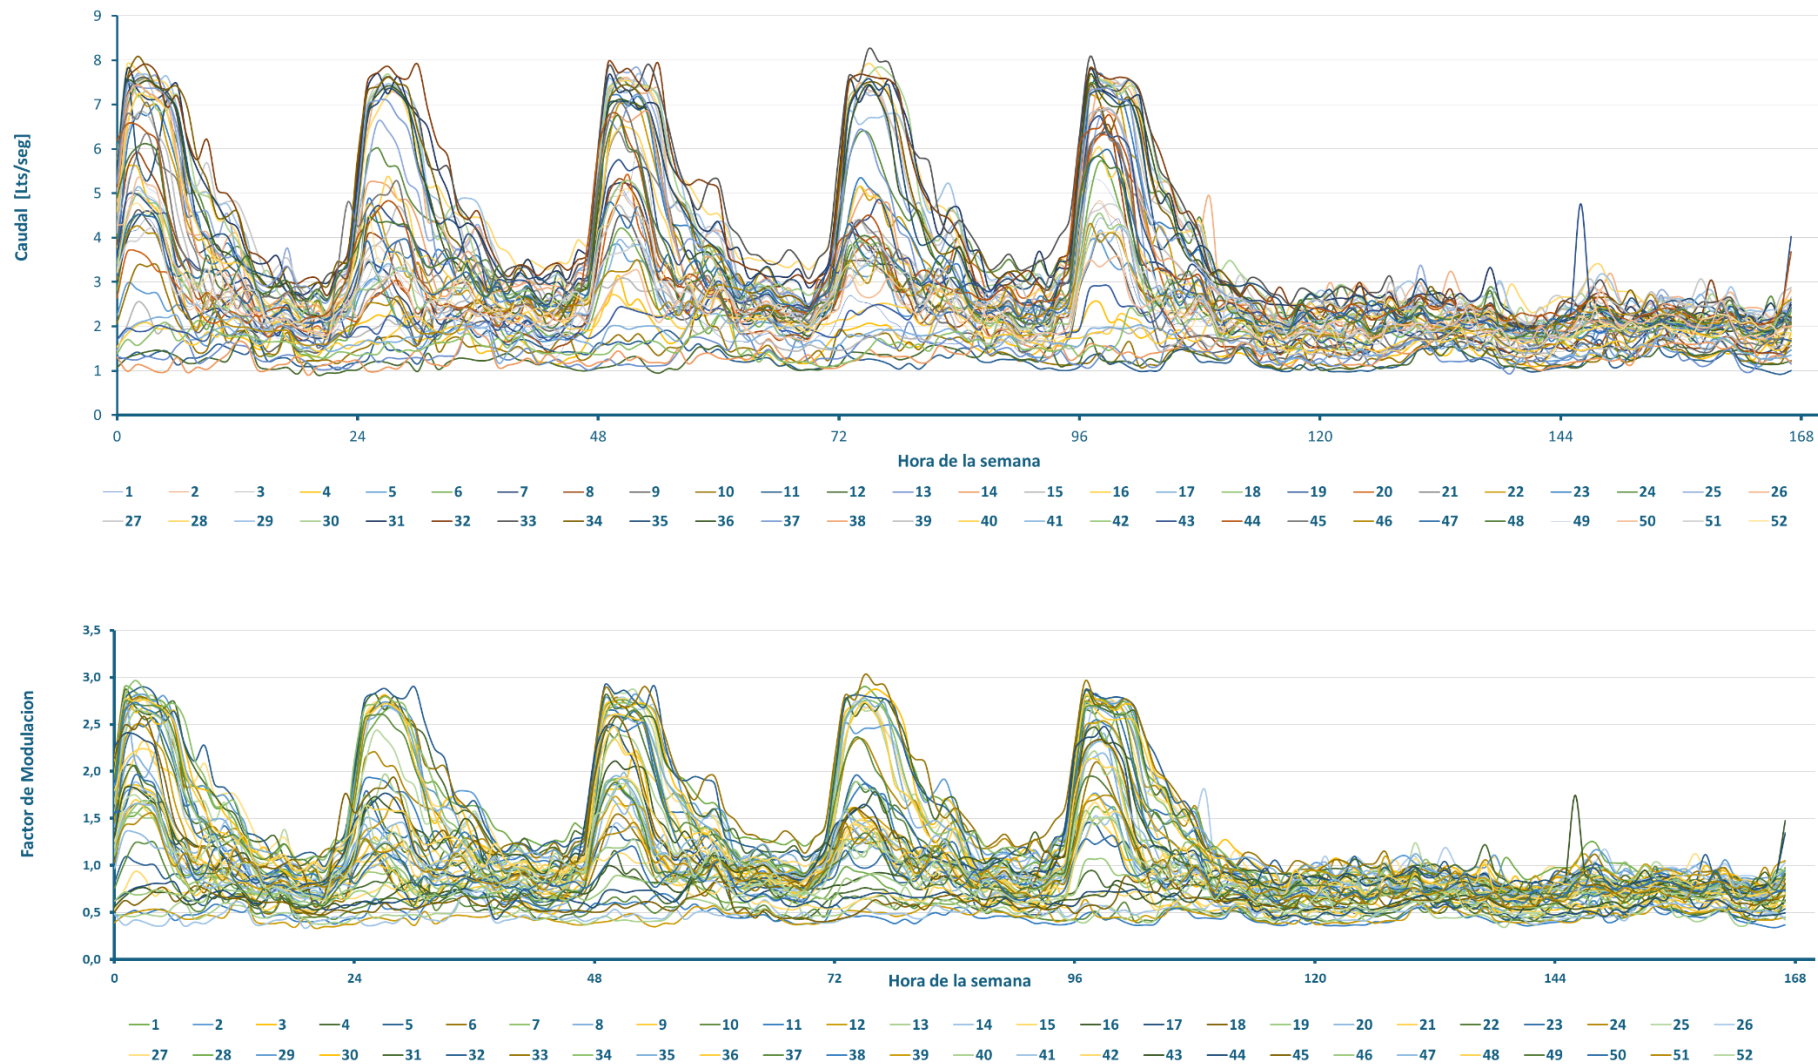 Caudal [Lts/seg]
9
8
7
6
5
4
3
2
1
0
0 24 48 72 96 120 144 168
Hora de la semana
1 2 3 4 5 6 7 8 9 10 11 12 13 14 15 16 17 18 19 20 21 22 23 24 25 26
27 28 29 30 31 32 33 34 35 36 37 38 39 40 41 42 43 44 45 46 47 48 49 50 51 52
Factor de Modulacion
3,5
3,0
2,5
2,0
1,5
1,0
0,5
0,0
0 24 48 72 96 120 144 168
Hora de la semana
1 2 3 4 5 6 7 8 9 10 11 12 13 14 15 16 17 18 19 20 21 22 23 24 25 26
27 28 29 30 31 32 33 34 35 36 37 38 39 40 41 42 43 44 45 46 47 48 49 50 51 52